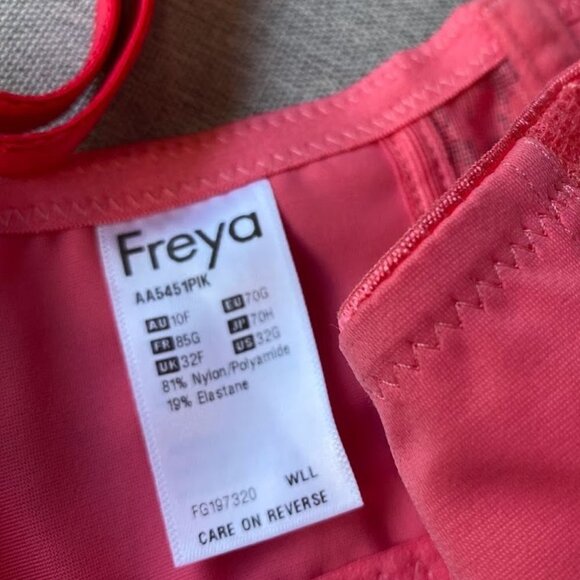 Freya
AA5451PIK
AU 10F EU 70G
FR 85G JP 70H
UK 32F US 32G
81% Nylon/Polyamide
19% Elastane
FG197320 WLL
CARE ON REVERSE